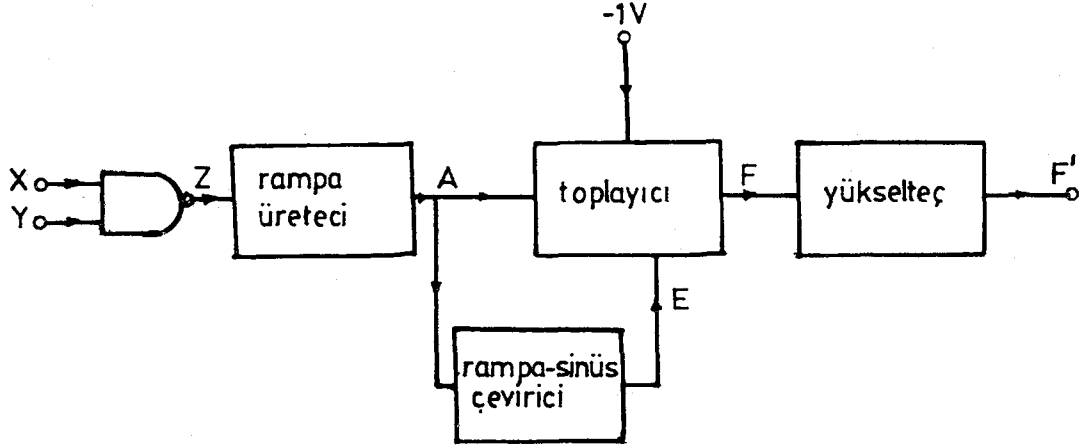 -1V
X
Y
Z
rampa
üreteci
A
toplayıcı
F
yükselteç
F'
E
rampa-sinüs
çevirici